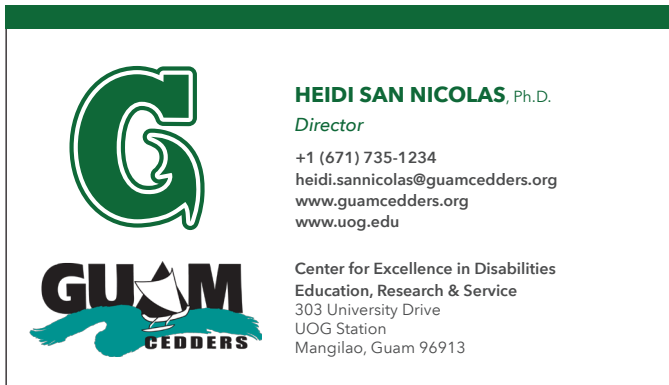 G
HEIDI SAN NICOLAS, Ph.D.
Director
+1 (671) 735-1234
heidi.sannicolas@guamcedders.org
www.guamcedders.org
www.uog.edu
GUAM
CEDDERS
Center for Excellence in Disabilities
Education, Research & Service
303 University Drive
UOG Station
Mangilao, Guam 96913